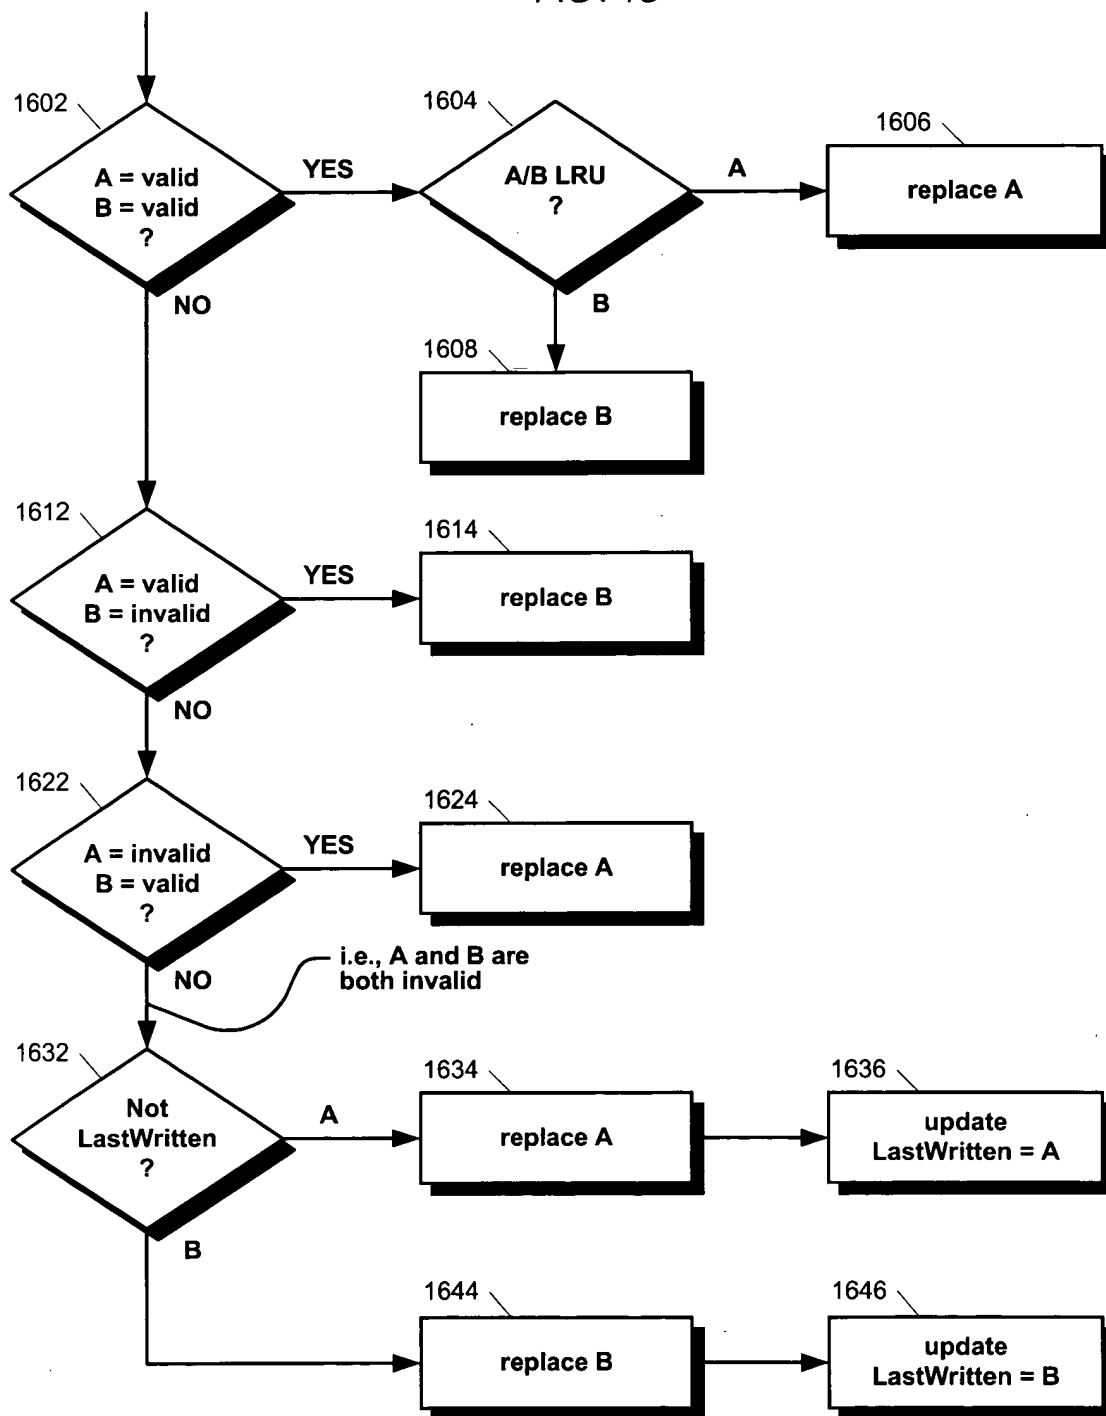 1602
A = valid
B = valid
?
YES
NO
1604
A/B LRU
?
A
B
1606
replace A
1608
replace B
1612
A = valid
B = invalid
?
YES
NO
1614
replace B
1622
A = invalid
B = valid
?
YES
NO
1624
replace A
i.e., A and B are
both invalid
1632
Not
LastWritten
?
A
B
1634
replace A
1636
update
LastWritten = A
1644
replace B
1646
update
LastWritten = B